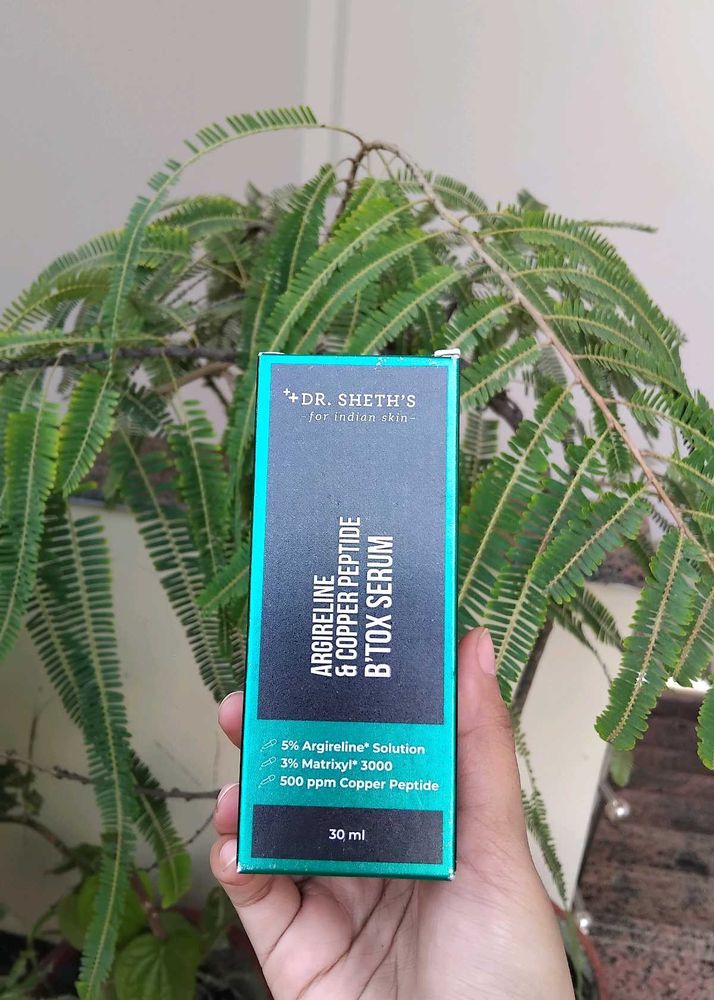 DR. SHETH'S
-for indian skin-
ARGIRELINE
& COPPER PEPTIDE
B'TOX SERUM
5% Argireline* Solution
3% Matrixyl* 3000
500 ppm Copper Peptide
30 ml